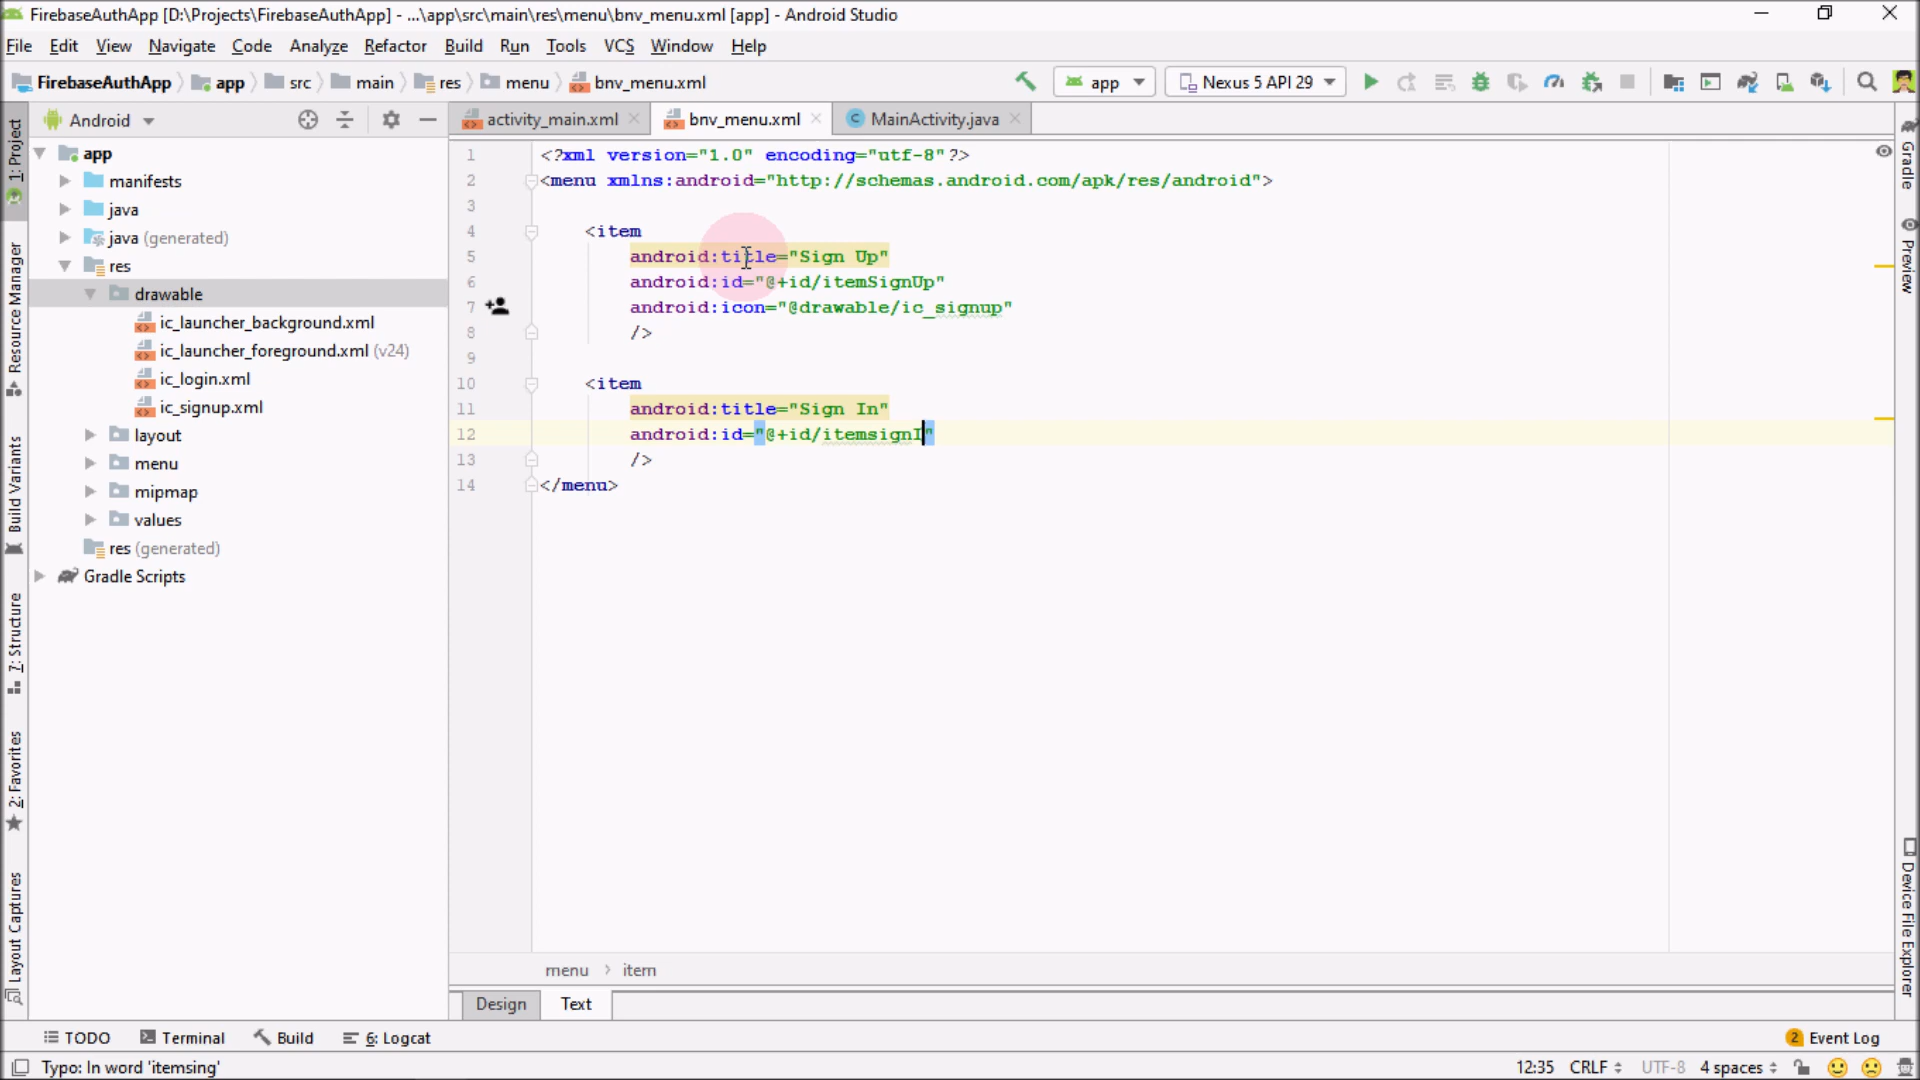 FirebaseAuthApp [D:\Projects\FirebaseAuthApp] - ...\app\src\main\res\menu\bnv_menu.xml [app] - Android Studio
File Edit View Navigate Code Analyze Refactor Build Run Tools VCS Window Help
FirebaseAuthApp app src main res menu bnv_menu.xml app Nexus 5 API 29
Android
activity_main.xml bnv_menu.xml MainActivity.java
app
manifests
java
java (generated)
res
drawable
ic_launcher_background.xml
ic_launcher_foreground.xml (v24)
ic_login.xml
ic_signup.xml
layout
menu
mipmap
values
res (generated)
Gradle Scripts
1 <?xml version="1.0" encoding="utf-8"?>
2 <menu xmlns:android="http://schemas.android.com/apk/res/android">
3
4 <item
5 android:title="Sign Up"
6 android:id="@+id/itemSignUp"
7 android:icon="@drawable/ic_signup"
8 />
9
10 <item
11 android:title="Sign In"
12 android:id="@+id/itemsignI"
13 />
14 </menu>
1: Project
Resource Manager
Build Variants
7: Structure
2: Favorites
Layout Captures
Gradle
Preview
Device File Explorer
menu item
Design Text
TODO Terminal Build 6: Logcat 2 Event Log
Typo: In word 'itemsing' 12:35 CRLF UTF-8 4 spaces